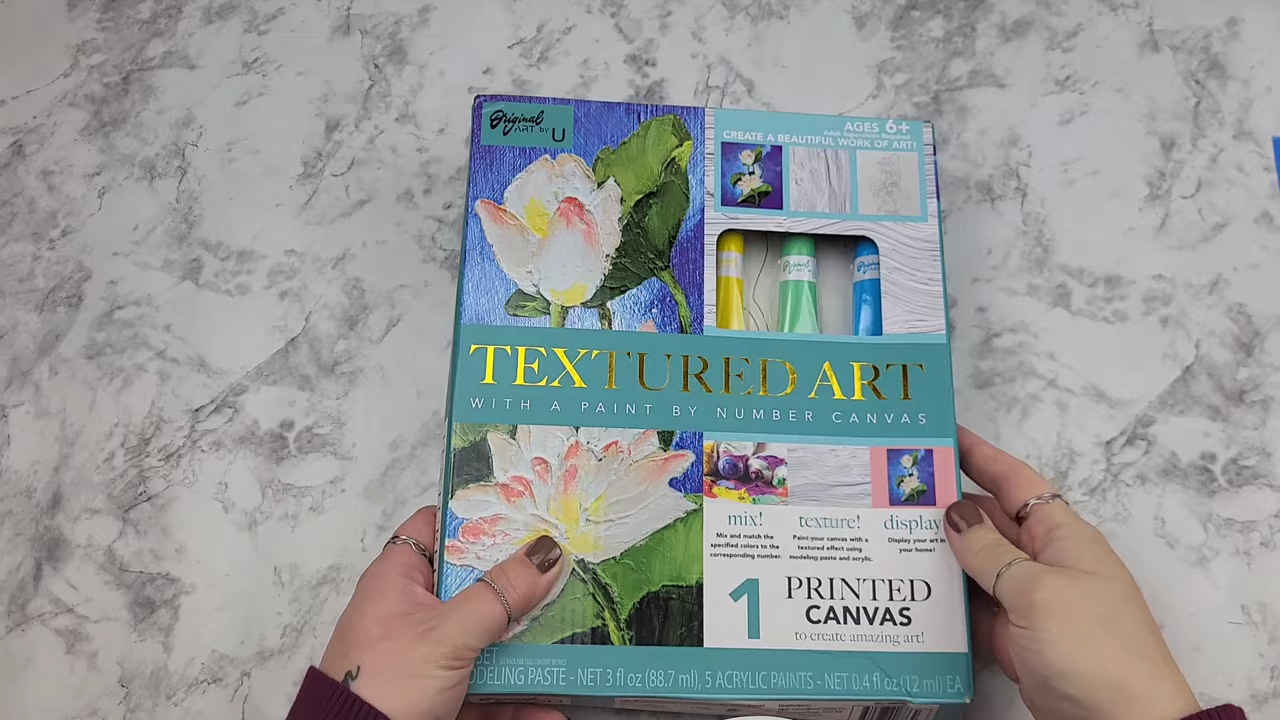 Original
ART by U
AGES 6+
Adult Supervision Required
CREATE A BEAUTIFUL WORK OF ART!
Original
ART
TEXTURED ART
WITH A PAINT BY NUMBER CANVAS
mix!
Mix and match the
specified colors to the
corresponding number.
texture!
Paint your canvas with a
textured effect using
modeling paste and acrylic.
display
Display your art in
your home!
1 PRINTED
CANVAS
to create amazing art!
SET
ODELING PASTE - NET 3 fl oz (88.7 ml), 5 ACRYLIC PAINTS - NET 0.4 fl oz (12 ml) EA